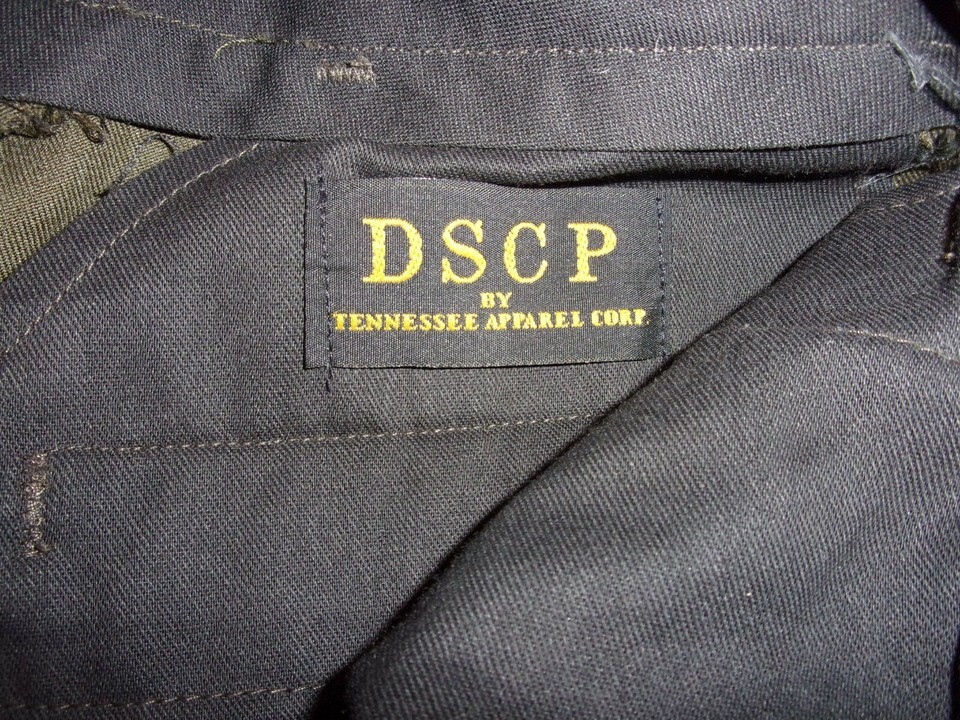 DSCP
BY
TENNESSEE APPAREL CORP.